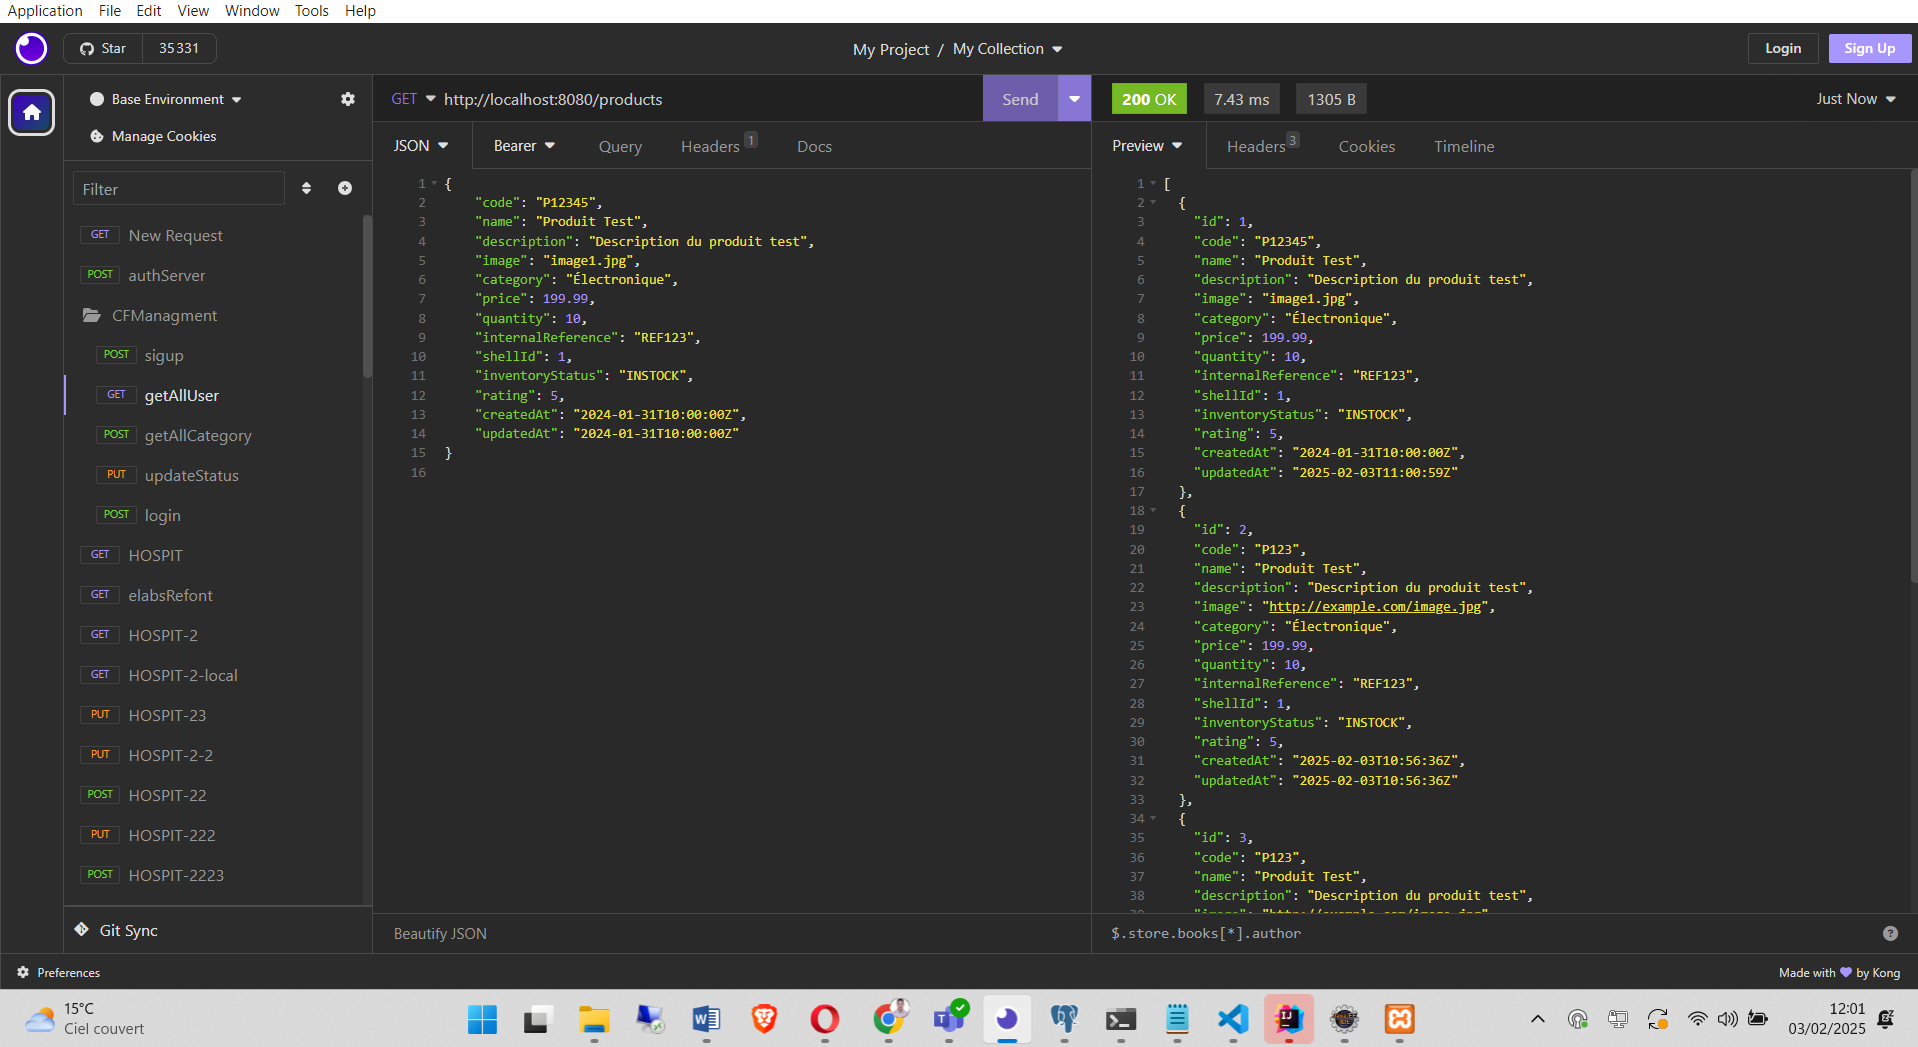 Application File Edit View Window Tools Help
Star 35331
My Project / My Collection
Login Sign Up
Base Environment
Manage Cookies
Filter
GET New Request
POST authServer
CFManagment
POST sigup
GET getAllUser
POST getAllCategory
PUT updateStatus
POST login
GET HOSPIT
GET elabsRefont
GET HOSPIT-2
GET HOSPIT-2-local
PUT HOSPIT-23
PUT HOSPIT-2-2
POST HOSPIT-22
PUT HOSPIT-222
POST HOSPIT-2223
Git Sync
GET http://localhost:8080/products Send
JSON Bearer Query Headers 1 Docs
1 {
2 "code": "P12345",
3 "name": "Produit Test",
4 "description": "Description du produit test",
5 "image": "image1.jpg",
6 "category": "Électronique",
7 "price": 199.99,
8 "quantity": 10,
9 "internalReference": "REF123",
10 "shellId": 1,
11 "inventoryStatus": "INSTOCK",
12 "rating": 5,
13 "createdAt": "2024-01-31T10:00:00Z",
14 "updatedAt": "2024-01-31T10:00:00Z"
15 }
16
Beautify JSON
200 OK 7.43 ms 1305 B Just Now
Preview Headers 3 Cookies Timeline
1 [
2 {
3 "id": 1,
4 "code": "P12345",
5 "name": "Produit Test",
6 "description": "Description du produit test",
7 "image": "image1.jpg",
8 "category": "Électronique",
9 "price": 199.99,
10 "quantity": 10,
11 "internalReference": "REF123",
12 "shellId": 1,
13 "inventoryStatus": "INSTOCK",
14 "rating": 5,
15 "createdAt": "2024-01-31T10:00:00Z",
16 "updatedAt": "2025-02-03T11:00:59Z"
17 },
18 {
19 "id": 2,
20 "code": "P123",
21 "name": "Produit Test",
22 "description": "Description du produit test",
23 "image": "http://example.com/image.jpg",
24 "category": "Électronique",
25 "price": 199.99,
26 "quantity": 10,
27 "internalReference": "REF123",
28 "shellId": 1,
29 "inventoryStatus": "INSTOCK",
30 "rating": 5,
31 "createdAt": "2025-02-03T10:56:36Z",
32 "updatedAt": "2025-02-03T10:56:36Z"
33 },
34 {
35 "id": 3,
36 "code": "P123",
37 "name": "Produit Test",
38 "description": "Description du produit test",
39 "image": "http://example.com/image.jpg"
$.store.books[*].author
Preferences
Made with by Kong
15°C
Ciel couvert
12:01
03/02/2025